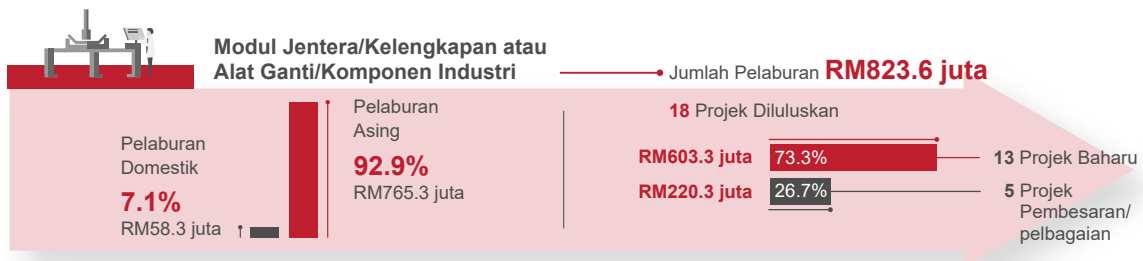 Modul Jentera/Kelengkapan atau
Alat Ganti/Komponen Industri
Jumlah Pelaburan RM823.6 juta
Pelaburan
Domestik
7.1%
RM58.3 juta
Pelaburan
Asing
92.9%
RM765.3 juta
18 Projek Diluluskan
RM603.3 juta 73.3% 13 Projek Baharu
RM220.3 juta 26.7% 5 Projek
Pembesaran/
pelbagaian